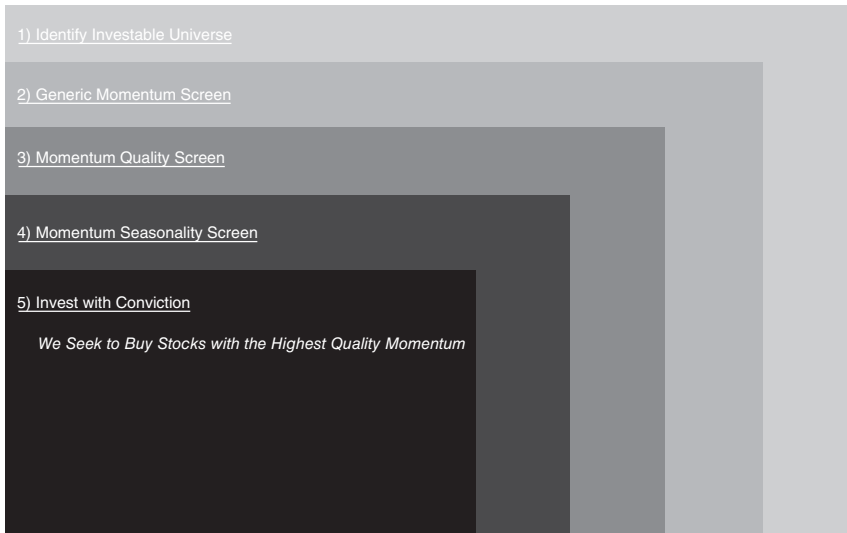 1) Identify Investable Universe
2) Generic Momentum Screen
3) Momentum Quality Screen
4) Momentum Seasonality Screen
5) Invest with Conviction
We Seek to Buy Stocks with the Highest Quality Momentum